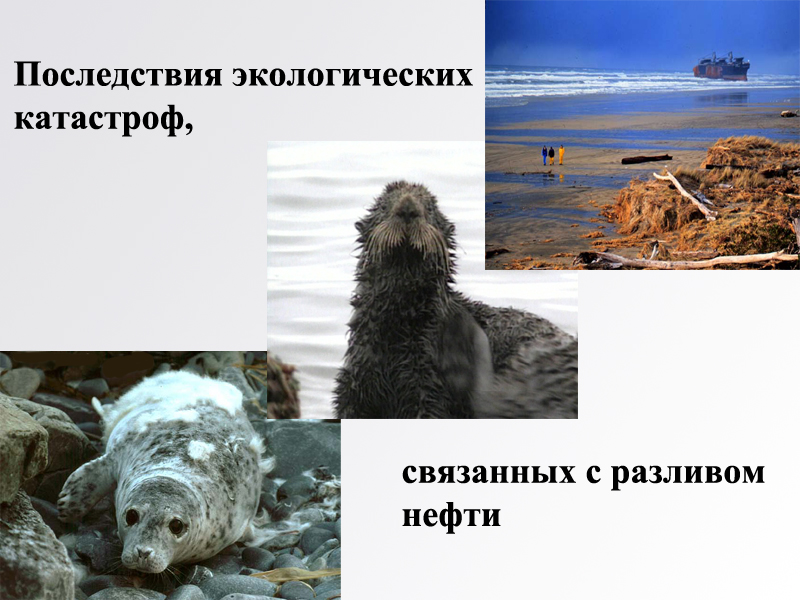 Последствия экологических
катастроф,
связанных с разливом
нефти